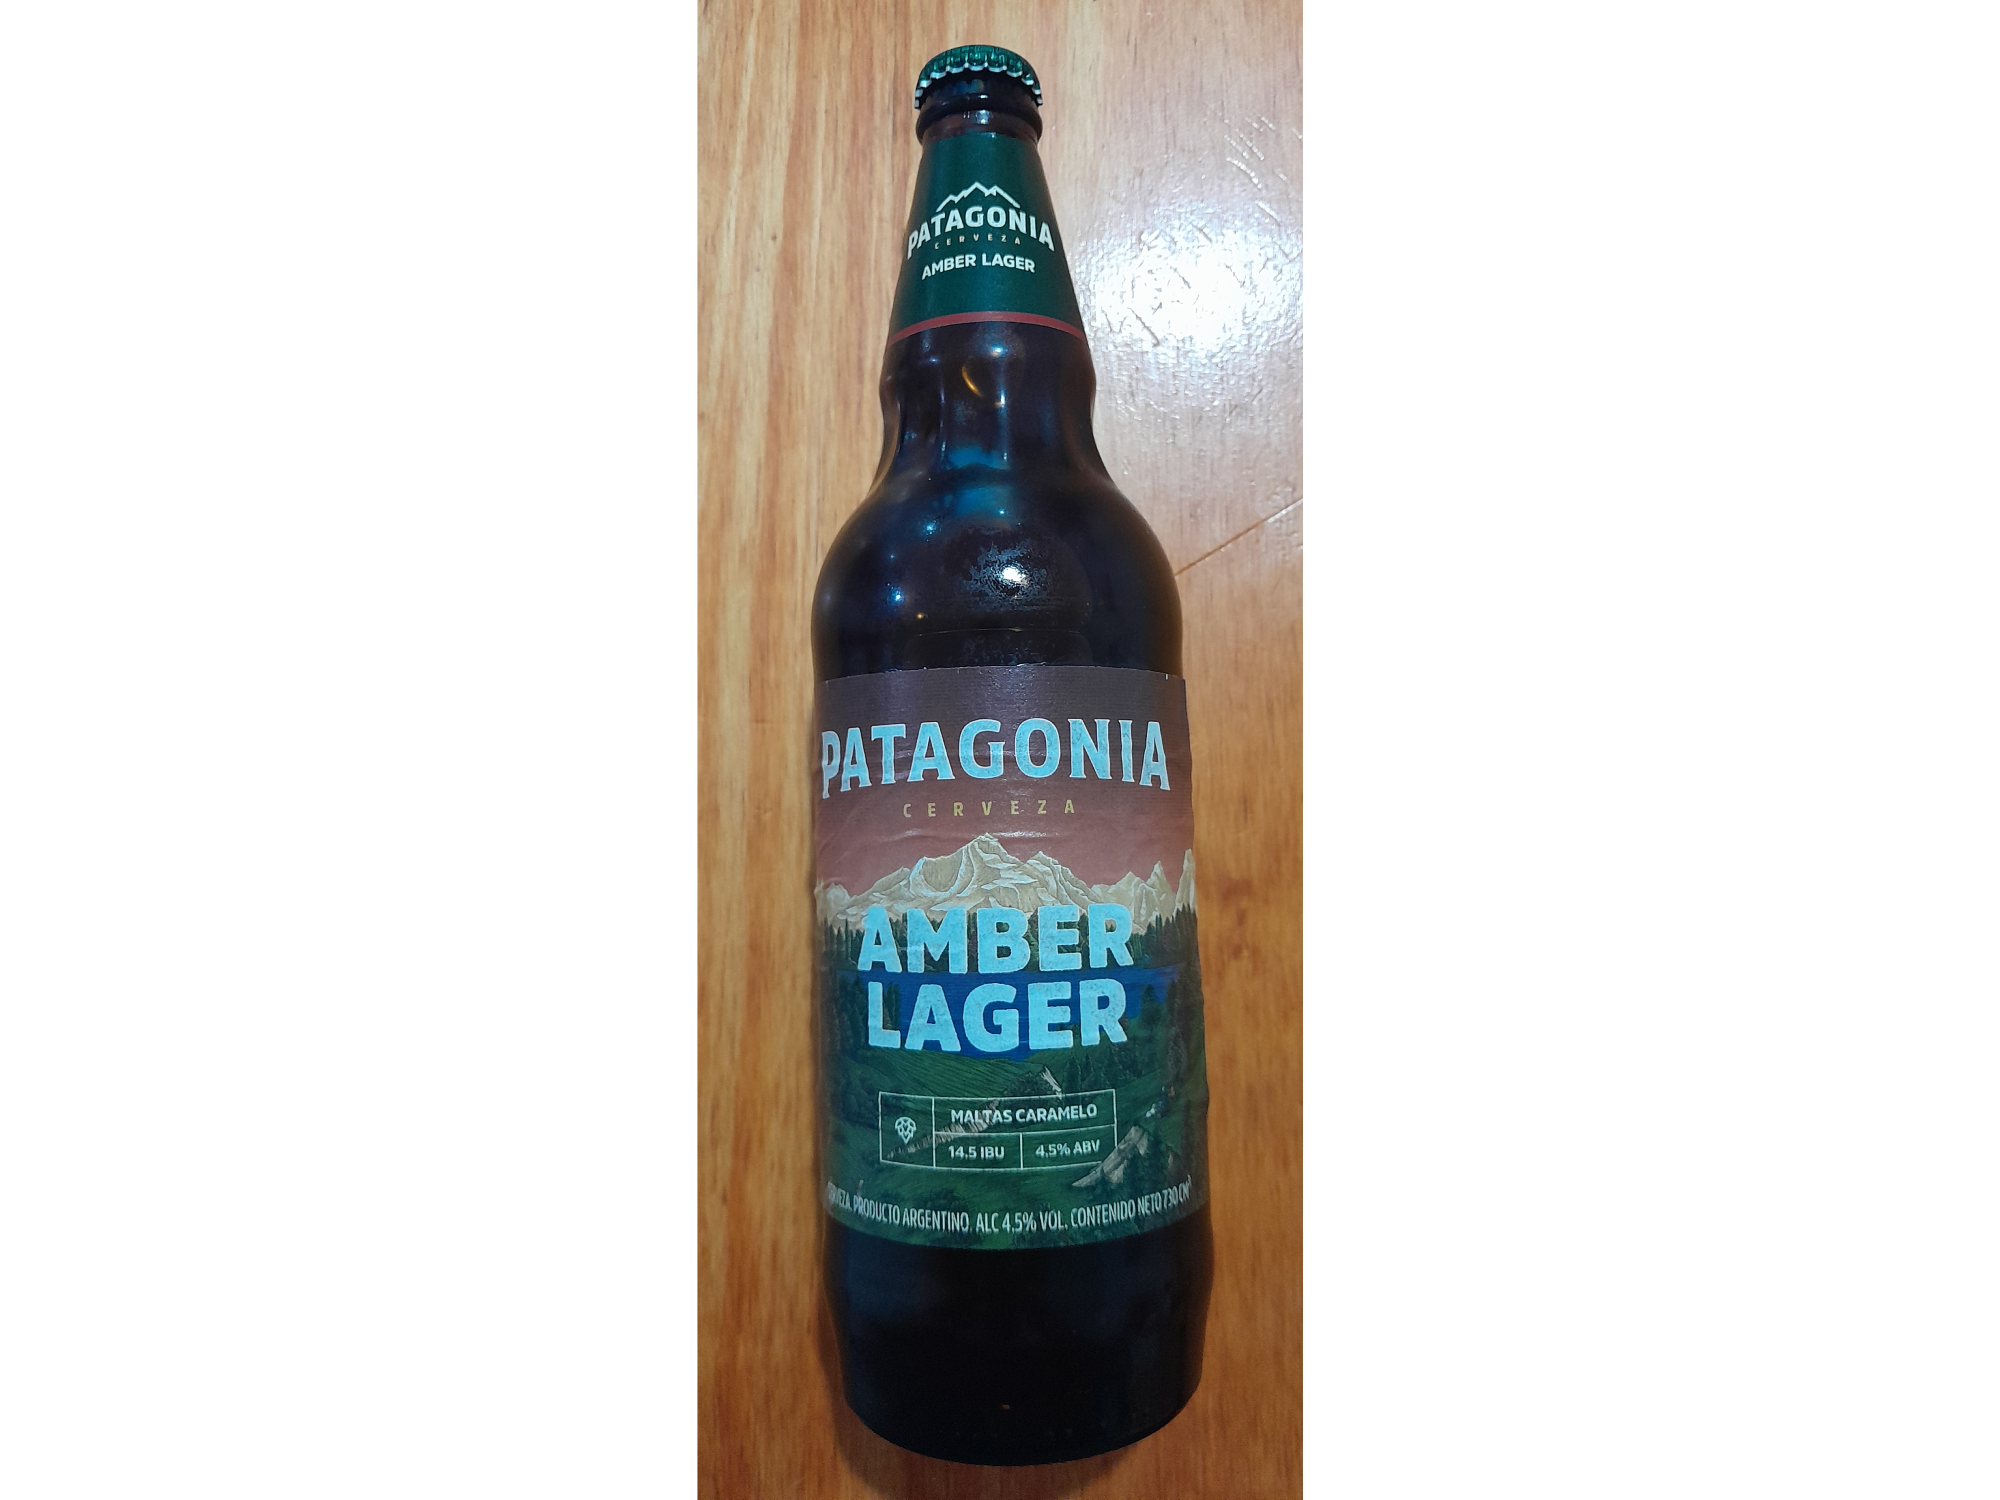 PATAGONIA
CERVEZA
AMBER LAGER
PATAGONIA
CERVEZA
AMBER
LAGER
MALTAS CARAMELO
14.5 IBU
4.5% ABV
CERVEZA. PRODUCTO ARGENTINO. ALC 4.5% VOL. CONTENIDO NETO 730 CM³